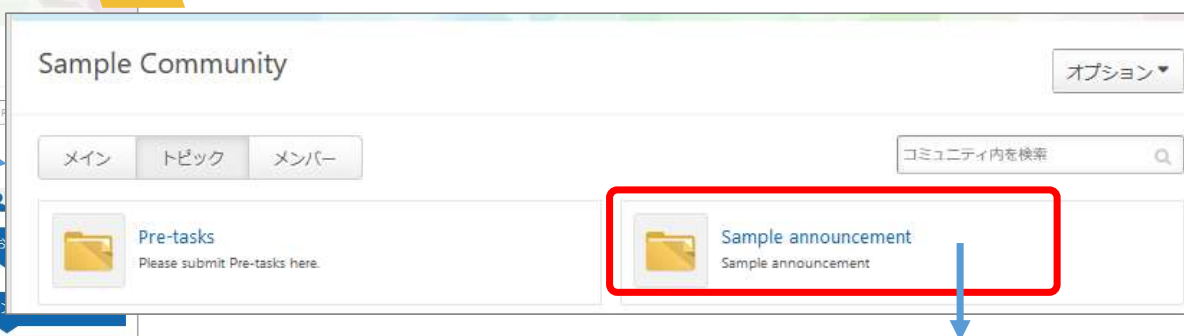 Sample Community
オプション▼
メイン トピック メンバー
コミュニティ内を検索
Pre-tasks
Please submit Pre-tasks here.
Sample announcement
Sample announcement